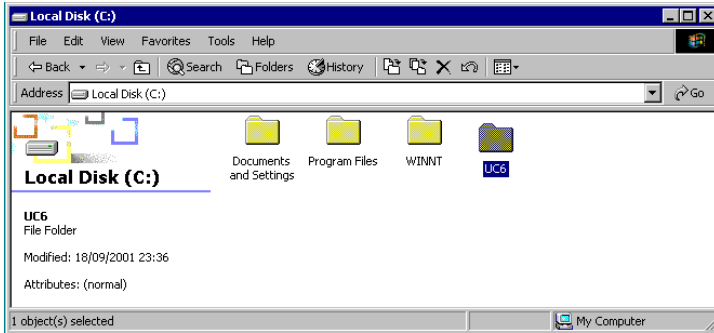 Local Disk (C:)
File Edit View Favorites Tools Help
Back Search Folders History
Address Local Disk (C:) Go
Local Disk (C:)
UC6
File Folder
Modified: 18/09/2001 23:36
Attributes: (normal)
Documents
and Settings
Program Files
WINNT
UC6
1 object(s) selected
My Computer